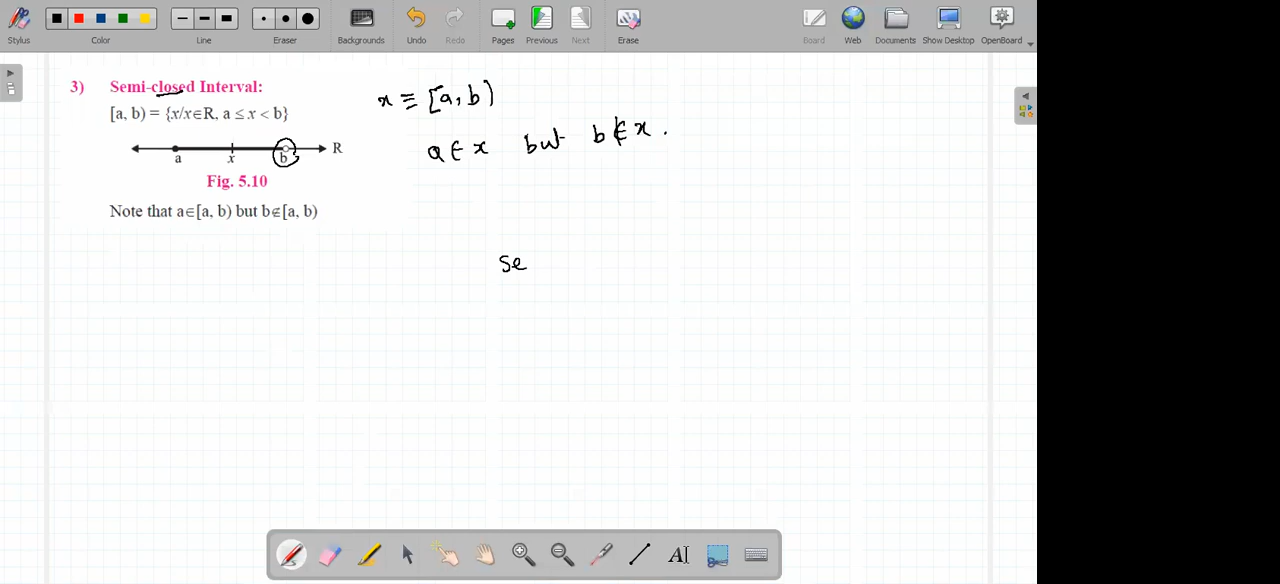 Stylus
Color
Line
Eraser
Backgrounds
Undo
Redo
Pages
Previous
Next
Erase
Board
Web
Documents
Show Desktop
OpenBoard
3) Semi-closed Interval:
[a, b) = {x/x∈R, a ≤ x < b}
a x b R
Fig. 5.10
Note that a∈[a, b) but b∉[a, b)
x ≡ [a, b)
a ∈ x but b ∉ x .
Se
AI